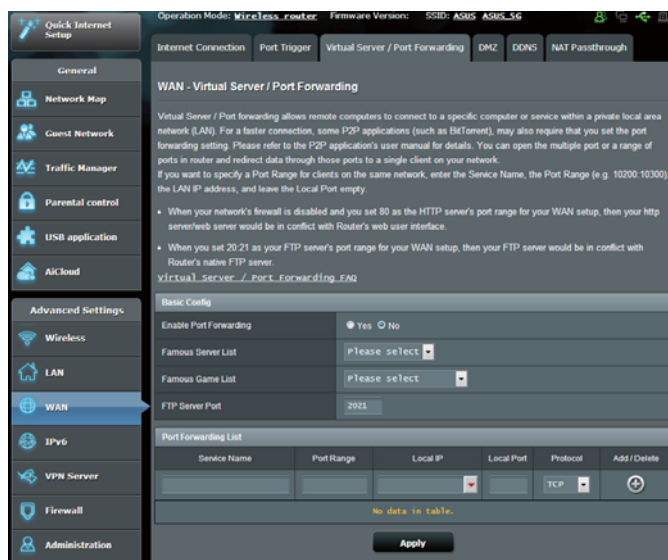 Quick Internet
Setup
General
Network Map
Guest Network
Traffic Manager
Parental control
USB application
AiCloud
Advanced Settings
Wireless
LAN
WAN
IPv6
VPN Server
Firewall
Administration
Operation Mode: Wireless router Firmware Version: SSID: ASUS ASUS_5G
Internet Connection Port Trigger Virtual Server / Port Forwarding DMZ DDNS NAT Passthrough
WAN - Virtual Server / Port Forwarding
Virtual Server / Port forwarding allows remote computers to connect to a specific computer or service within a private local area
network (LAN). For a faster connection, some P2P applications (such as BitTorrent), may also require that you set the port
forwarding setting. Please refer to the P2P application's user manual for details. You can open the multiple port or a range of
ports in router and redirect data through those ports to a single client on your network.
If you want to specify a Port Range for clients on the same network, enter the Service Name, the Port Range (e.g. 10200:10300),
the LAN IP address, and leave the Local Port empty.
• When your network's firewall is disabled and you set 80 as the HTTP server's port range for your WAN setup, then your http
server/web server would be in conflict with Router's web user interface.
• When you set 20:21 as your FTP server's port range for your WAN setup, then your FTP server would be in conflict with
Router's native FTP server.
Virtual Server / Port Forwarding FAQ
Basic Config
Enable Port Forwarding Yes No
Famous Server List Please select
Famous Game List Please select
FTP Server Port 2021
Port Forwarding List
Service Name Port Range Local IP Local Port Protocol Add / Delete
TCP
No data in table.
Apply